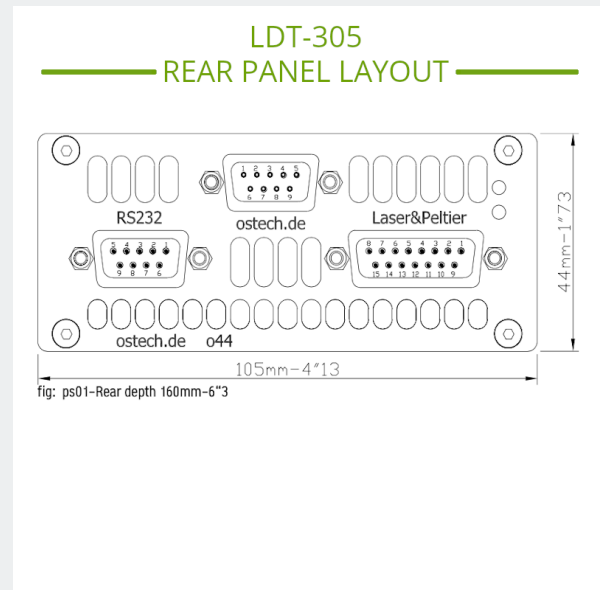 LDT-305
REAR PANEL LAYOUT
1 2 3 4 5
6 7 8 9
RS232
ostech.de
Laser&Peltier
5 4 3 2 1
9 8 7 6
8 7 6 5 4 3 2 1
15 14 13 12 11 10 9
44mm-1"73
ostech.de o44
105mm-4"13
fig: ps01-Rear depth 160mm-6"3